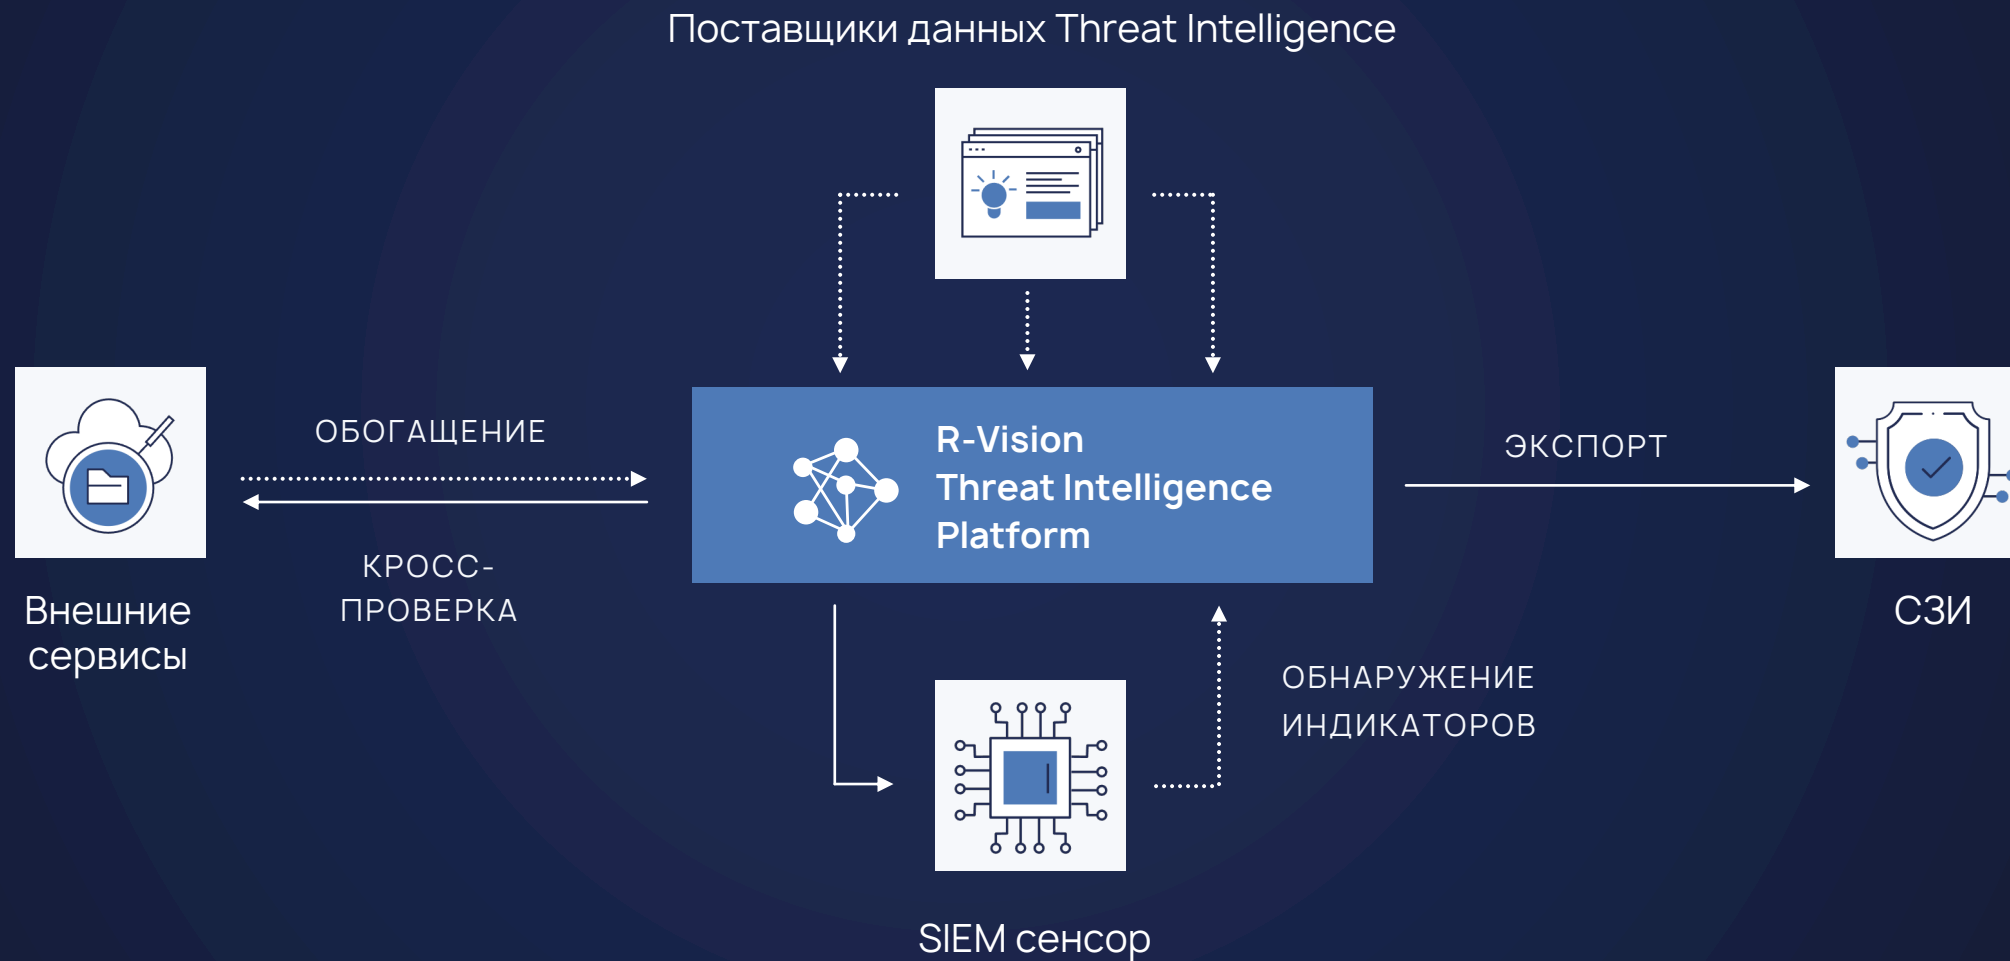 Поставщики данных Threat Intelligence
ОБОГАЩЕНИЕ
КРОСС-
ПРОВЕРКА
Внешние
сервисы
R-Vision
Threat Intelligence
Platform
ЭКСПОРТ
СЗИ
ОБНАРУЖЕНИЕ
ИНДИКАТОРОВ
SIEM сенсор